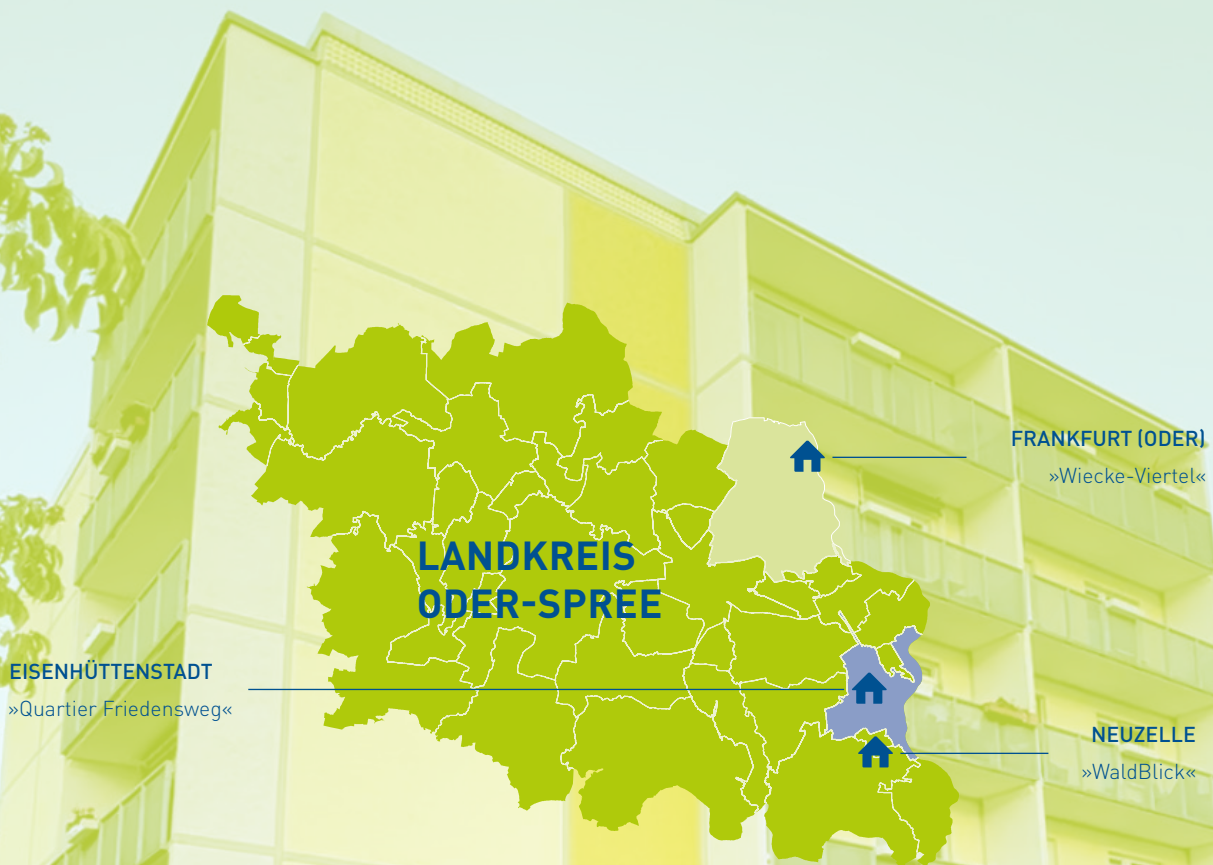 FRANKFURT (ODER)
»Wiecke-Viertel«
LANDKREIS
ODER-SPREE
EISENHÜTTENSTADT
»Quartier Friedensweg«
NEUZELLE
»WaldBlick«